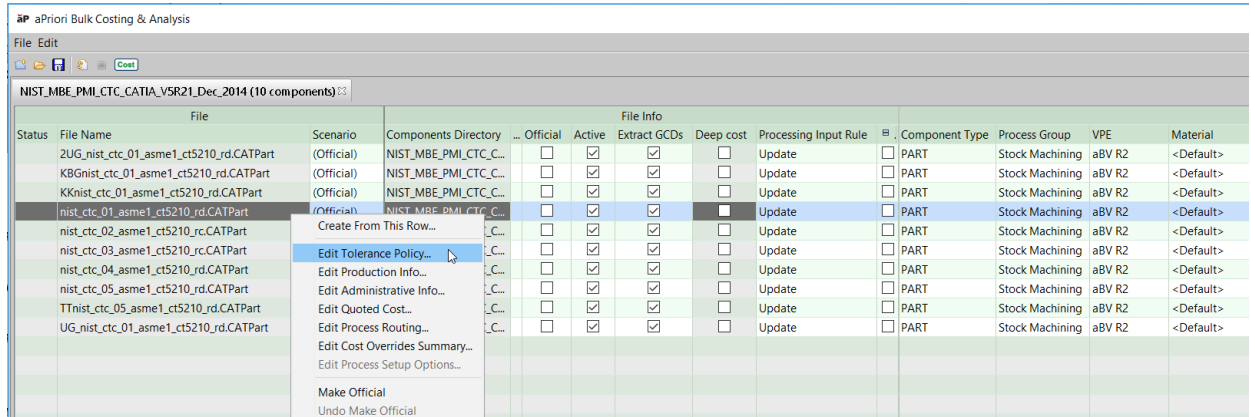 aP aPriori Bulk Costing & Analysis
File Edit
Cost
NIST_MBE_PMI_CTC_CATIA_V5R21_Dec_2014 (10 components)
File File Info
Status File Name Scenario Components Directory ... Official Active Extract GCDs Deep cost Processing Input Rule Component Type Process Group VPE Material
2UG_nist_ctc_01_asme1_ct5210_rd.CATPart (Official) NIST_MBE_PMI_CTC_C... Update PART Stock Machining aBV R2 <Default>
KBGnist_ctc_01_asme1_ct5210_rd.CATPart (Official) NIST_MBE_PMI_CTC_C... Update PART Stock Machining aBV R2 <Default>
KKnist_ctc_01_asme1_ct5210_rd.CATPart (Official) NIST_MBE_PMI_CTC_C... Update PART Stock Machining aBV R2 <Default>
nist_ctc_01_asme1_ct5210_rd.CATPart (Official) NIST_MBE_PMI_CTC_C... Update PART Stock Machining aBV R2 <Default>
nist_ctc_02_asme1_ct5210_rc.CATPart C_C... Update PART Stock Machining aBV R2 <Default>
nist_ctc_03_asme1_ct5210_rc.CATPart C_C... Update PART Stock Machining aBV R2 <Default>
nist_ctc_04_asme1_ct5210_rd.CATPart C_C... Update PART Stock Machining aBV R2 <Default>
nist_ctc_05_asme1_ct5210_rd.CATPart C_C... Update PART Stock Machining aBV R2 <Default>
TTnist_ctc_05_asme1_ct5210_rd.CATPart C_C... Update PART Stock Machining aBV R2 <Default>
UG_nist_ctc_01_asme1_ct5210_rd.CATPart C_C... Update PART Stock Machining aBV R2 <Default>
Create From This Row...
Edit Tolerance Policy...
Edit Production Info...
Edit Administrative Info...
Edit Quoted Cost...
Edit Process Routing...
Edit Cost Overrides Summary...
Edit Process Setup Options...
Make Official
Undo Make Official